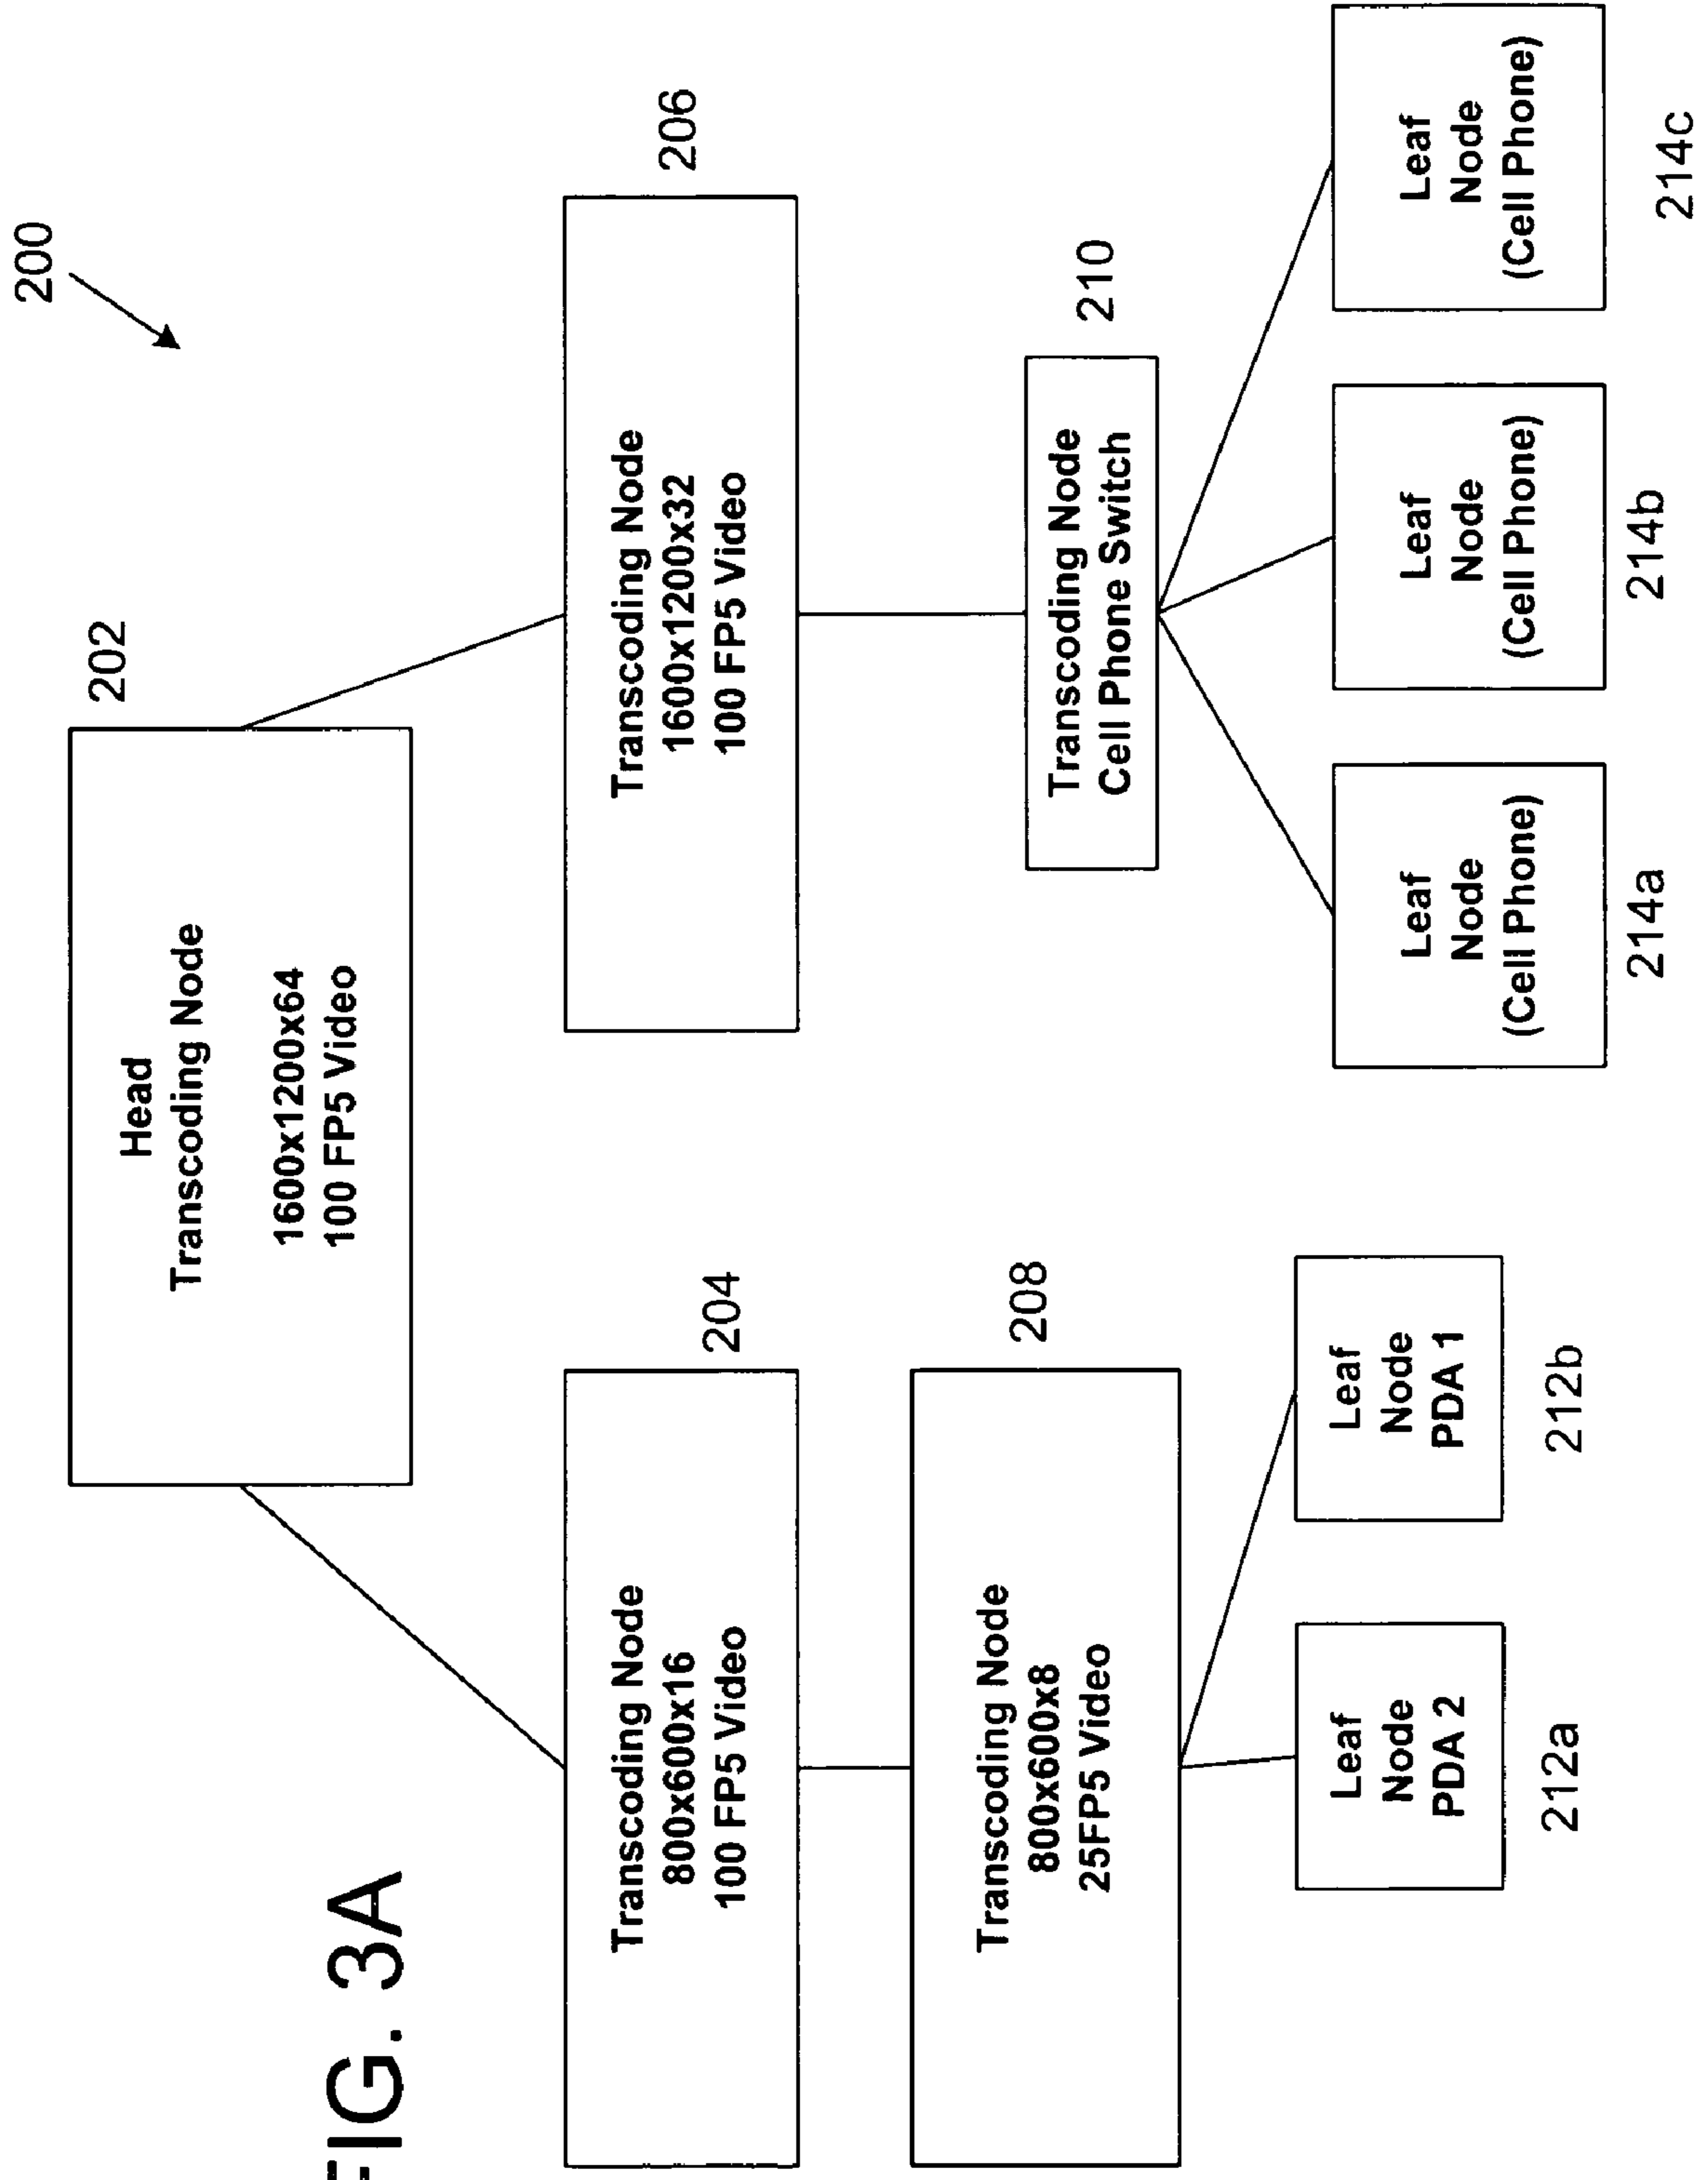 200
Head
Transcoding Node
1600x1200x64
100 FP5 Video
202
FIG. 3A
Transcoding Node
800x600x16
100 FP5 Video
204
Transcoding Node
1600x1200x32
100 FP5 Video
206
Transcoding Node
800x600x8
25FP5 Video
208
Transcoding Node
Cell Phone Switch
210
Leaf
Node
PDA 2
212a
Leaf
Node
PDA 1
212b
Leaf
Node
(Cell Phone)
214a
Leaf
Node
(Cell Phone)
214b
Leaf
Node
(Cell Phone)
214c